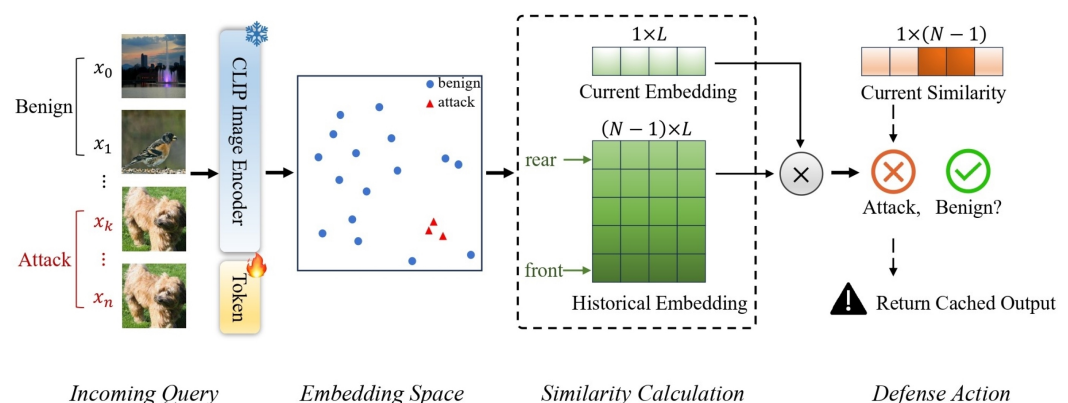 Benign
x₀
x₁
⋮
Attack
xₖ
⋮
xₙ
CLIP Image Encoder
Token
benign
attack
1×L
Current Embedding
(N − 1)×L
rear
front
Historical Embedding
×
1×(N − 1)
Current Similarity
Attack, Benign?
Return Cached Output
Incoming Query
Embedding Space
Similarity Calculation
Defense Action